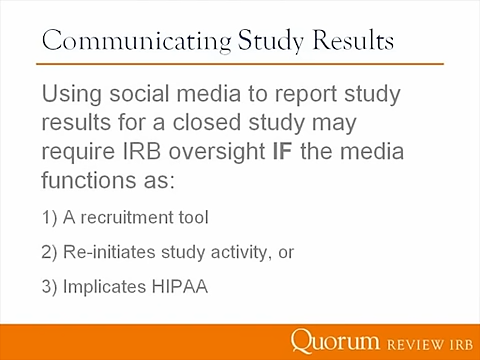 Communicating Study Results
Using social media to report study
results for a closed study may
require IRB oversight IF the media
functions as:
1) A recruitment tool
2) Re-initiates study activity, or
3) Implicates HIPAA
Quorum REVIEW IRB